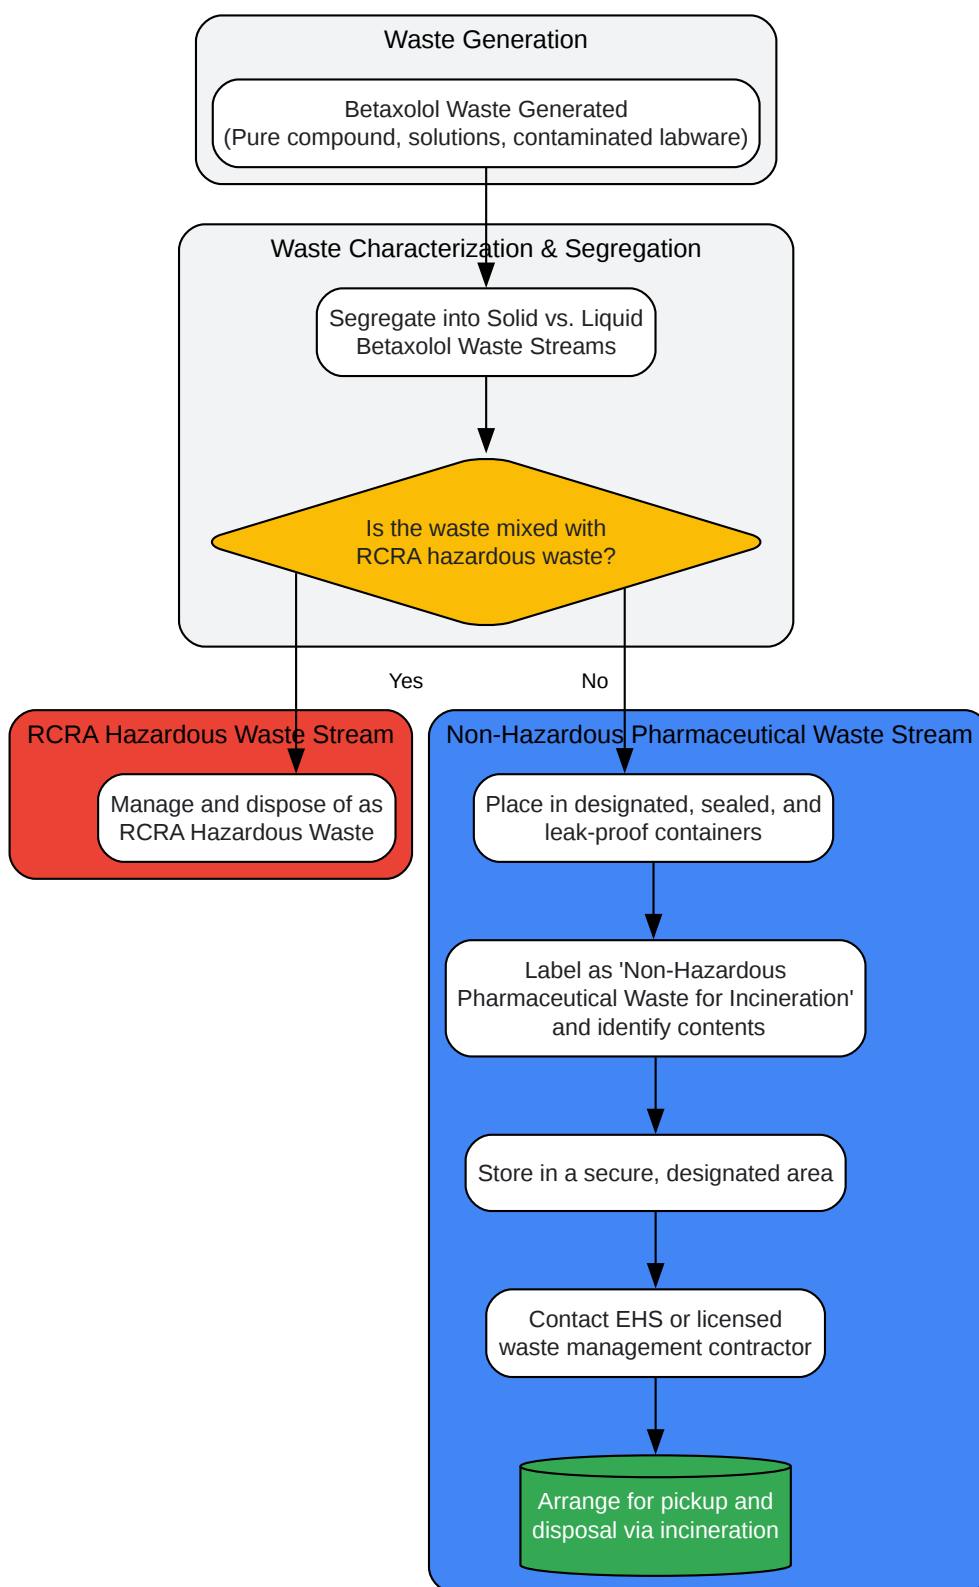 Waste Generation
Betaxolol Waste Generated
(Pure compound, solutions, contaminated labware)
Waste Characterization & Segregation
Segregate into Solid vs. Liquid
Betaxolol Waste Streams
Is the waste mixed with
RCRA hazardous waste?
Yes
No
RCRA Hazardous Waste Stream
Manage and dispose of as
RCRA Hazardous Waste
Non-Hazardous Pharmaceutical Waste Stream
Place in designated, sealed, and
leak-proof containers
Label as 'Non-Hazardous
Pharmaceutical Waste for Incineration'
and identify contents
Store in a secure, designated area
Contact EHS or licensed
waste management contractor
Arrange for pickup and
disposal via incineration